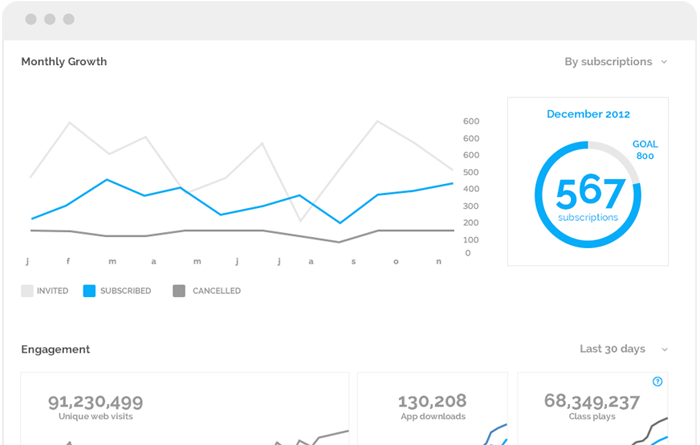 Monthly Growth
By subscriptions
600
600
600
500
400
300
200
100
0
j f m a m j j a s o n
INVITED SUBSCRIBED CANCELLED
December 2012
GOAL
800
567
subscriptions
Engagement
Last 30 days
91,230,499
Unique web visits
130,208
App downloads
?
68,349,237
Class plays